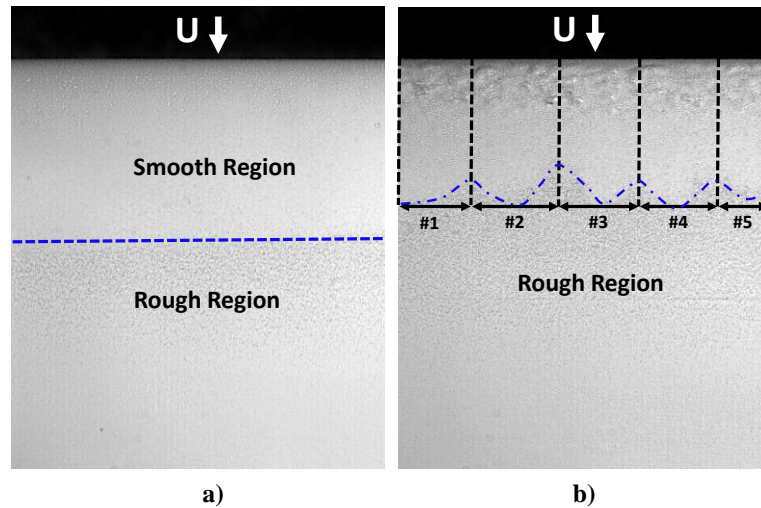 U
Smooth Region
Rough Region
a)
U
#1 #2 #3 #4 #5
Rough Region
b)